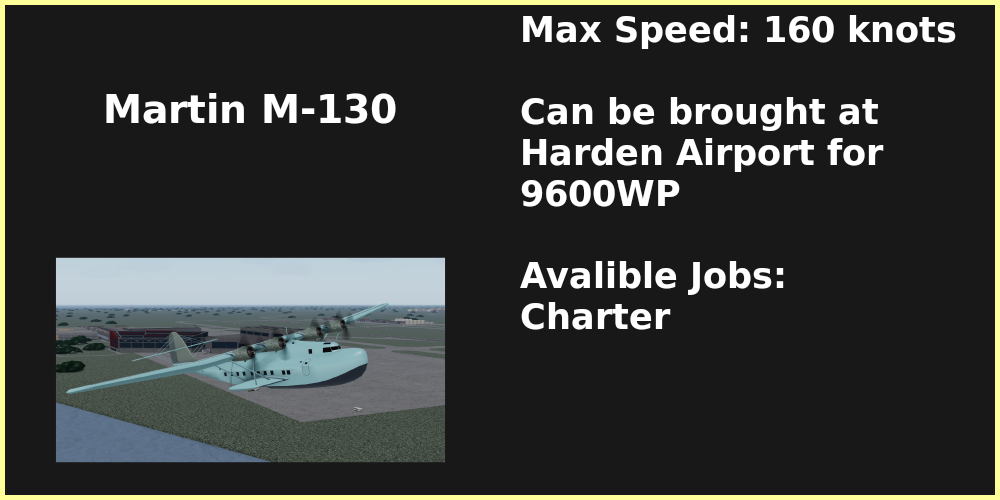 Martin M-130
Max Speed: 160 knots
Can be brought at
Harden Airport for
9600WP
Avalible Jobs:
Charter